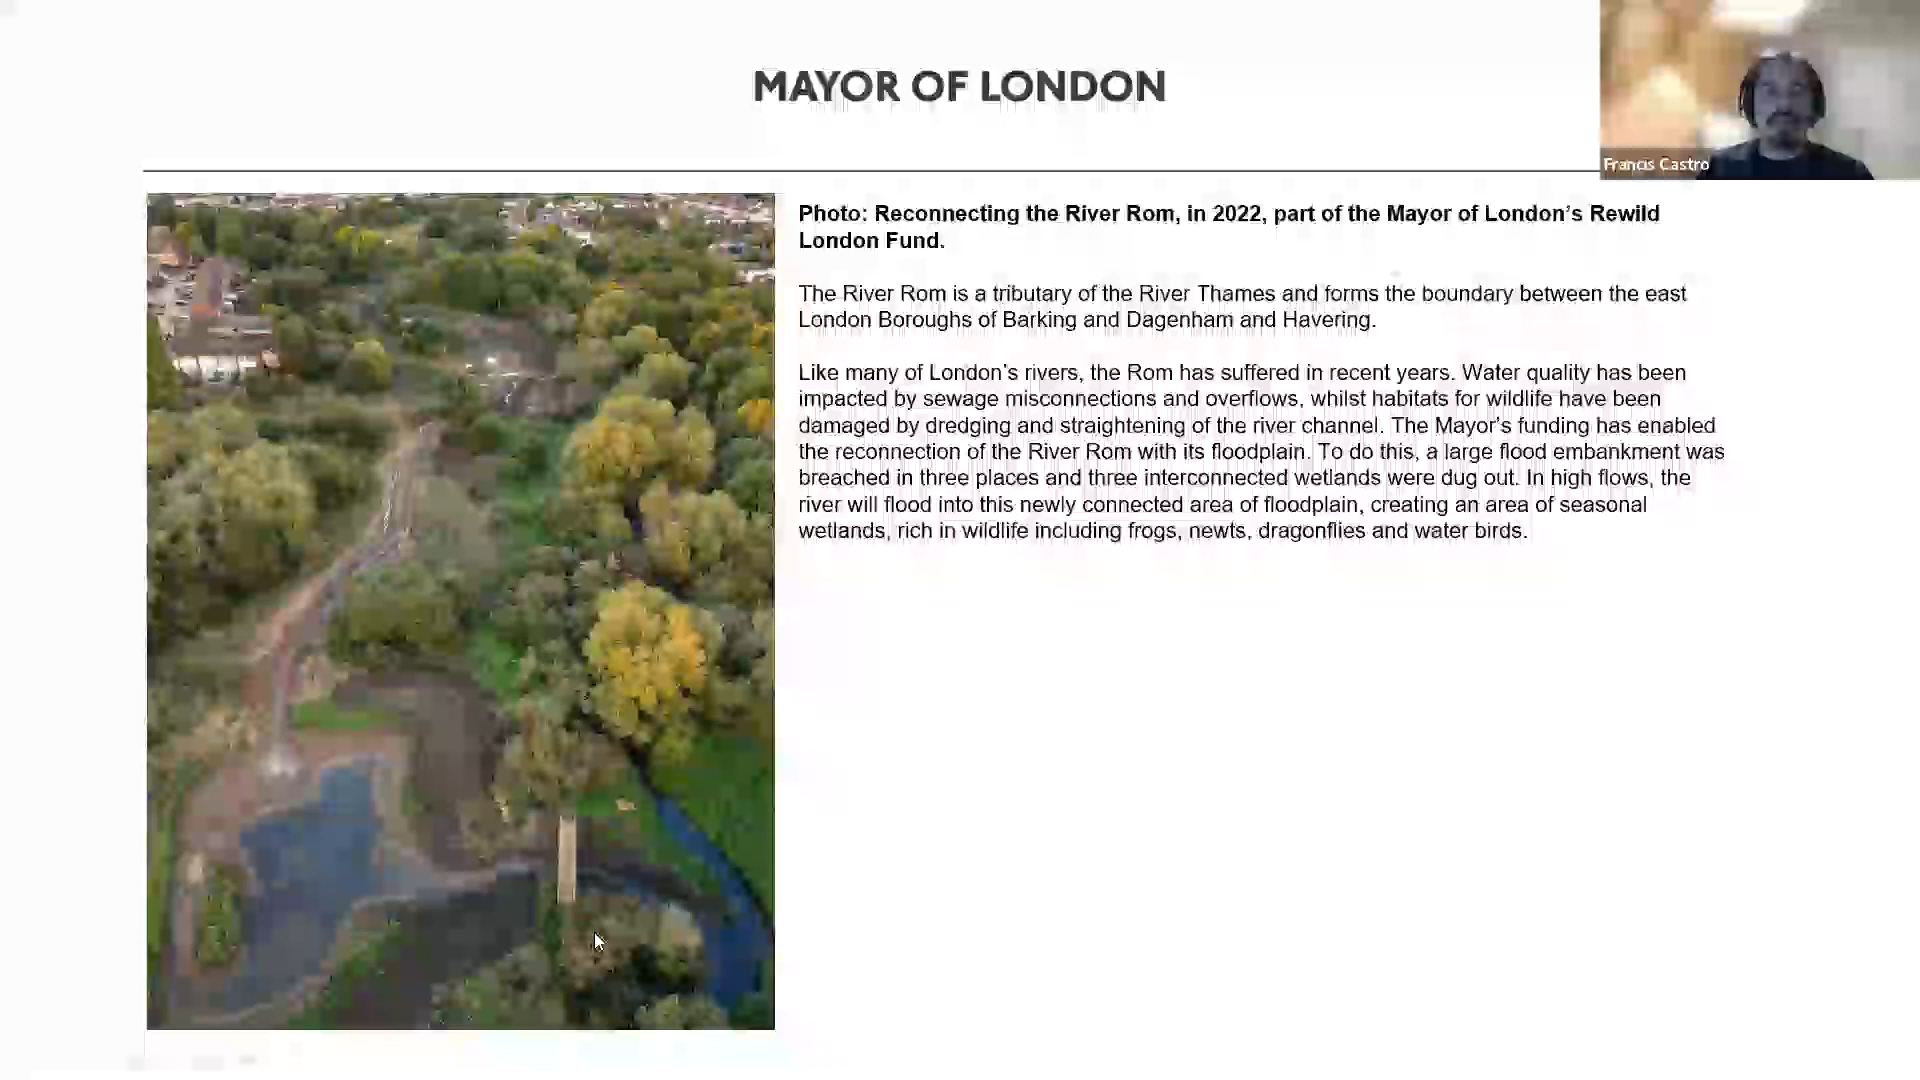 MAYOR OF LONDON
Francis Castro
Photo: Reconnecting the River Rom, in 2022, part of the Mayor of London’s Rewild
London Fund.
The River Rom is a tributary of the River Thames and forms the boundary between the east
London Boroughs of Barking and Dagenham and Havering.
Like many of London’s rivers, the Rom has suffered in recent years. Water quality has been
impacted by sewage misconnections and overflows, whilst habitats for wildlife have been
damaged by dredging and straightening of the river channel. The Mayor’s funding has enabled
the reconnection of the River Rom with its floodplain. To do this, a large flood embankment was
breached in three places and three interconnected wetlands were dug out. In high flows, the
river will flood into this newly connected area of floodplain, creating an area of seasonal
wetlands, rich in wildlife including frogs, newts, dragonflies and water birds.